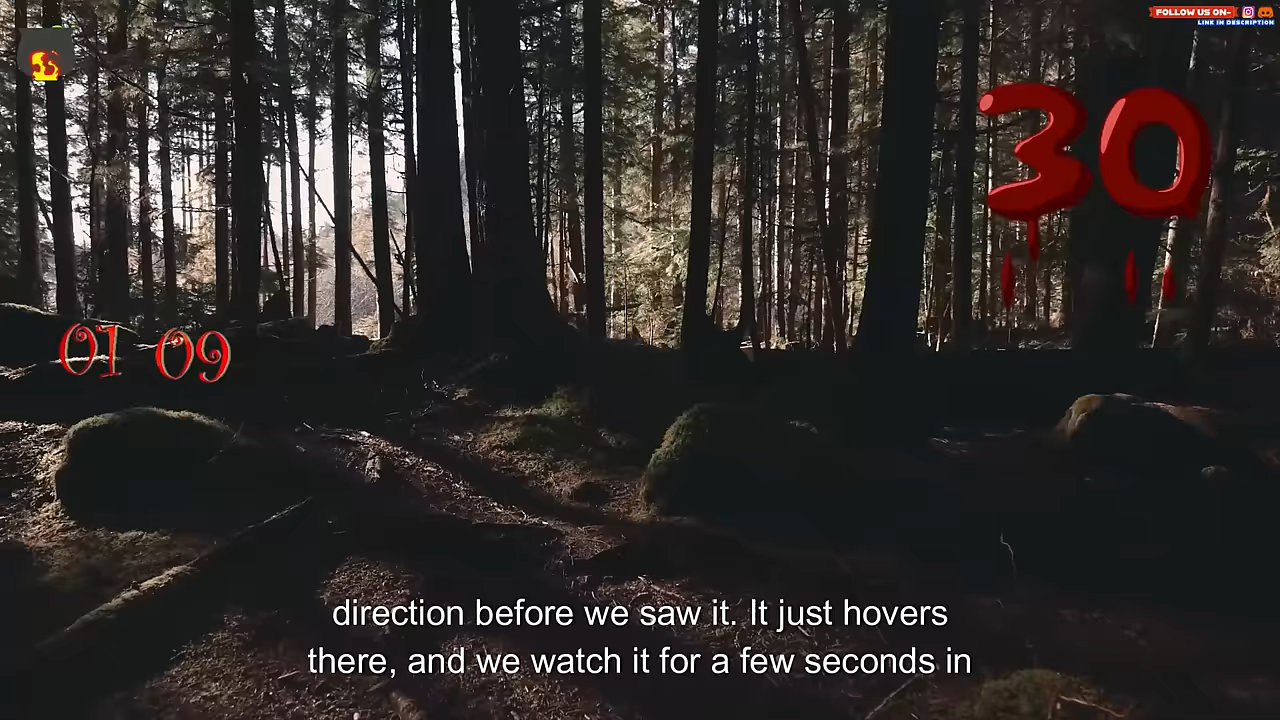 FOLLOW US ON-
LINK IN DESCRIPTION
30
01 09
direction before we saw it. It just hovers
there, and we watch it for a few seconds in